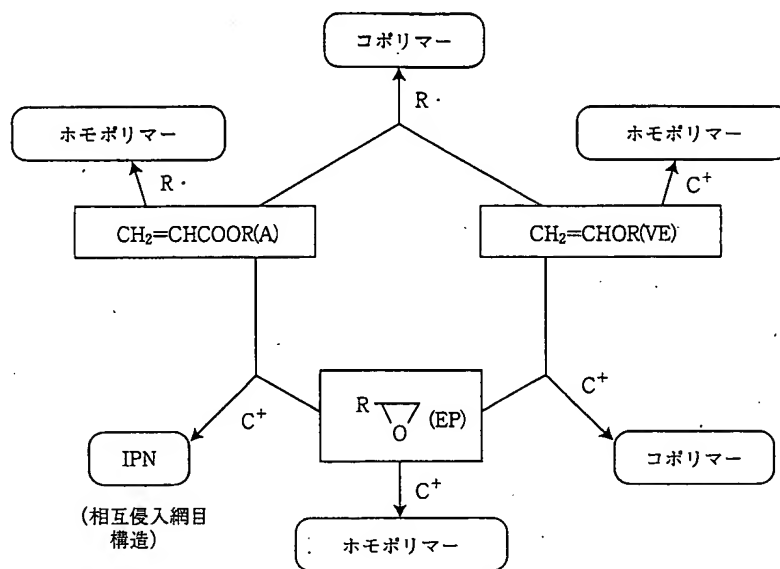 コポリマー
R・
ホモポリマー
ホモポリマー
R・
C⁺
CH₂=CHCOOR(A)
CH₂=CHOR(VE)
C⁺
R
O
(EP)
C⁺
IPN
コポリマー
(相互侵入網目
構造)
C⁺
ホモポリマー